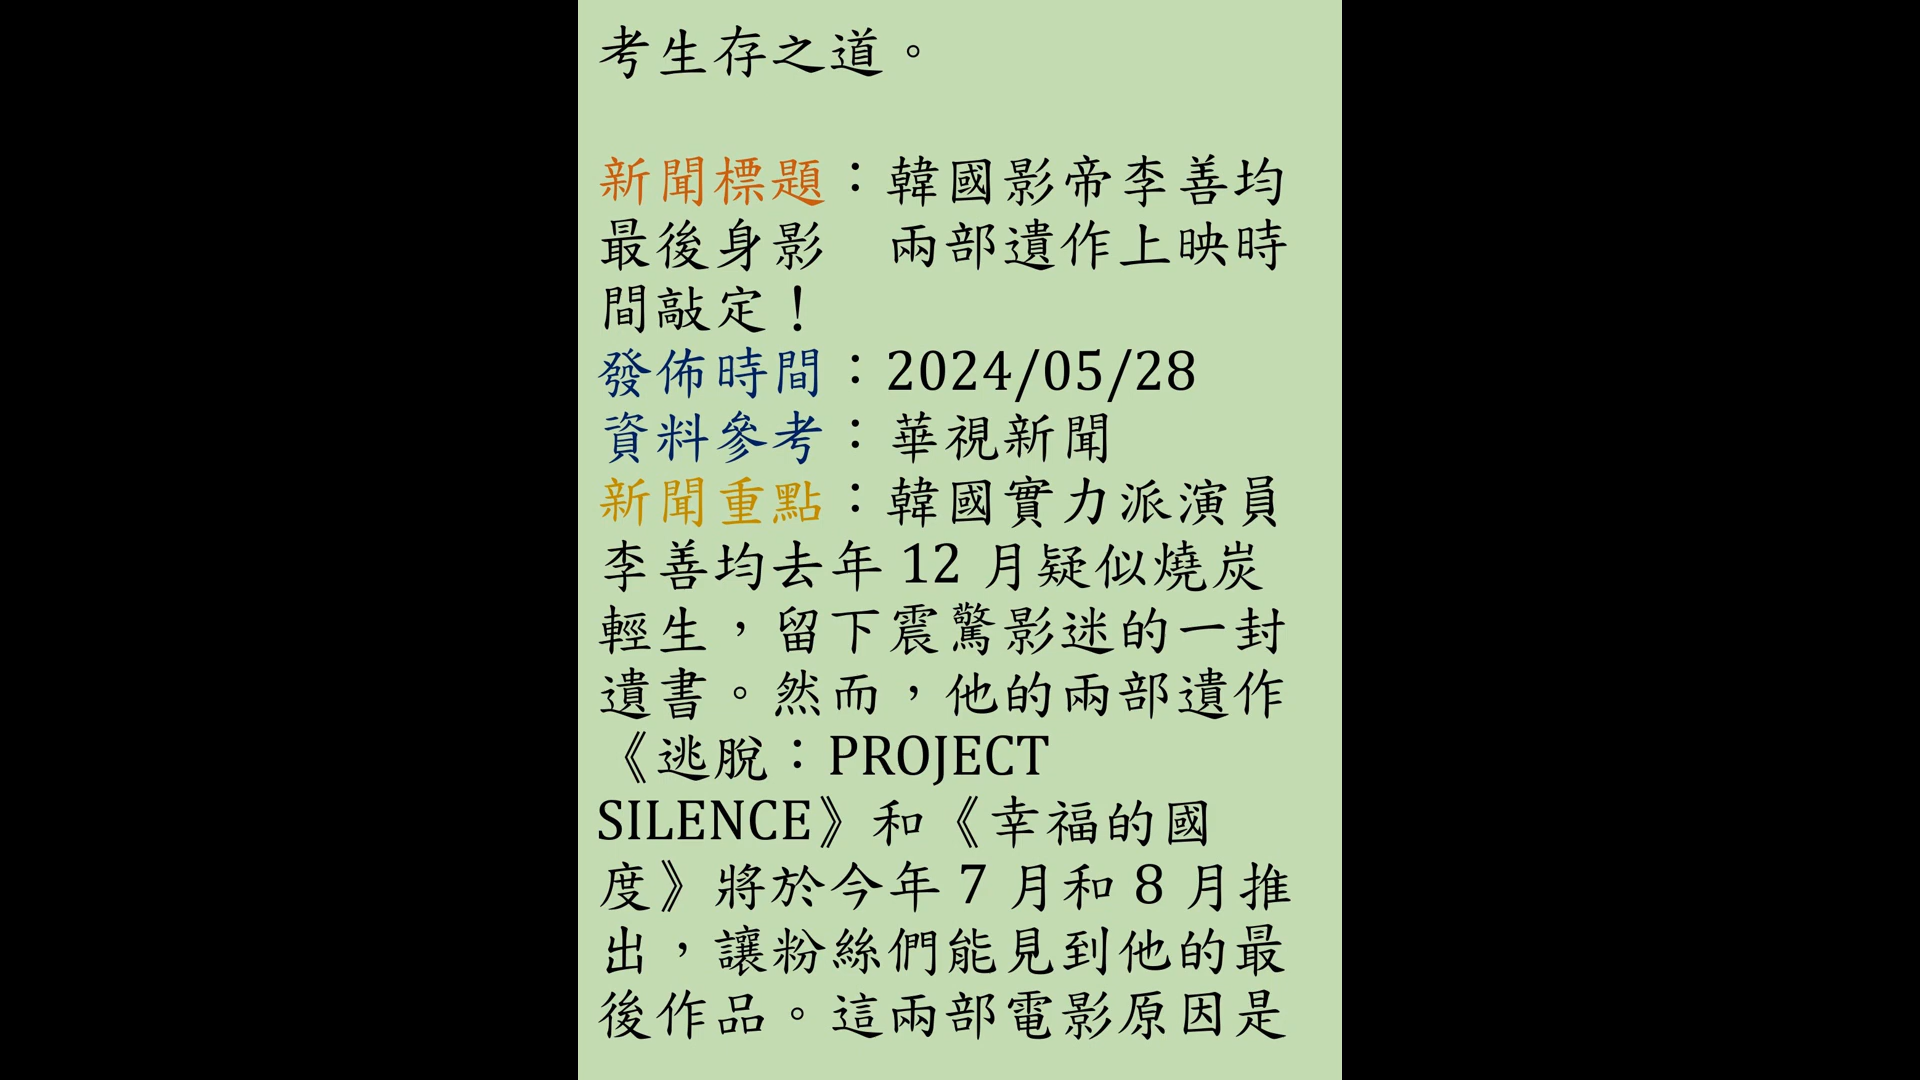 考生存之道。
新聞標題：韓國影帝李善均
最後身影　兩部遺作上映時
間敲定！
發佈時間：2024/05/28
資料參考：華視新聞
新聞重點：韓國實力派演員
李善均去年 12 月疑似燒炭
輕生，留下震驚影迷的一封
遺書。然而，他的兩部遺作
《逃脫：PROJECT
SILENCE》和《幸福的國
度》將於今年 7 月和 8 月推
出，讓粉絲們能見到他的最
後作品。這兩部電影原因是